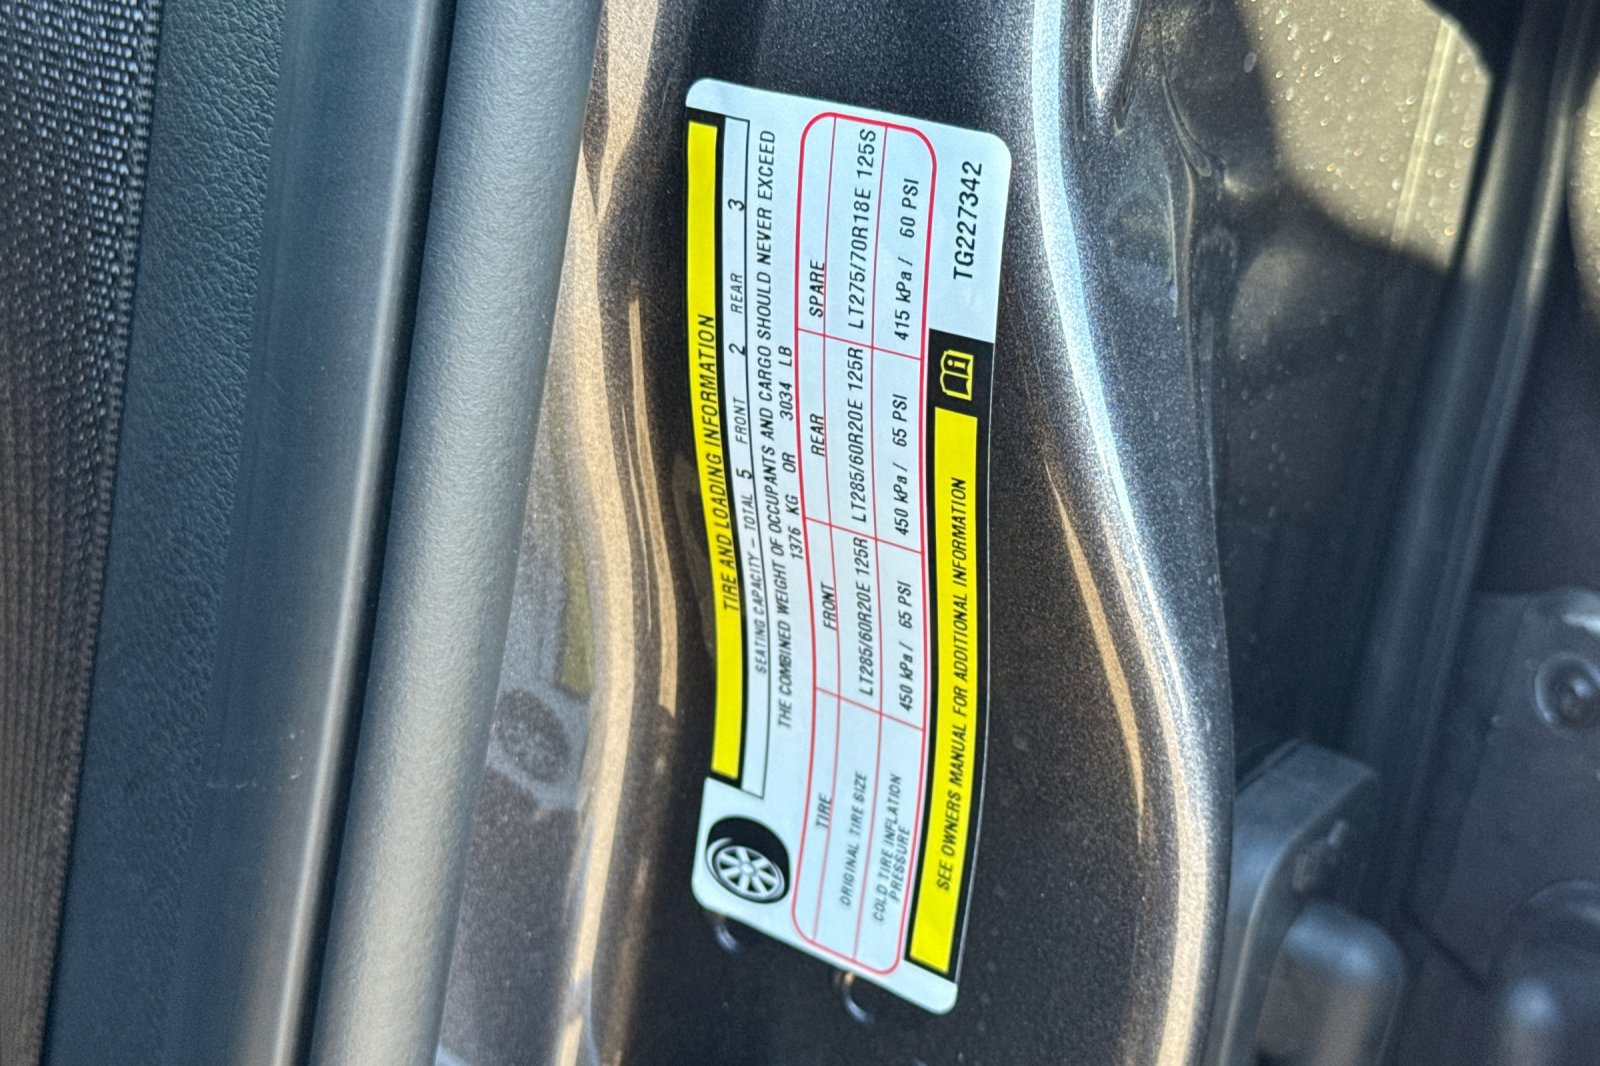 TIRE AND LOADING INFORMATION
SEATING CAPACITY – TOTAL 5 FRONT 2 REAR 3
THE COMBINED WEIGHT OF OCCUPANTS AND CARGO SHOULD NEVER EXCEED
1376 KG OR 3034 LB
TIRE FRONT REAR SPARE
ORIGINAL TIRE SIZE LT285/60R20E 125R LT285/60R20E 125R LT275/70R18E 125S
COLD TIRE INFLATION
PRESSURE 450 kPa / 65 PSI 450 kPa / 65 PSI 415 kPa / 60 PSI
SEE OWNERS MANUAL FOR ADDITIONAL INFORMATION
TG227342